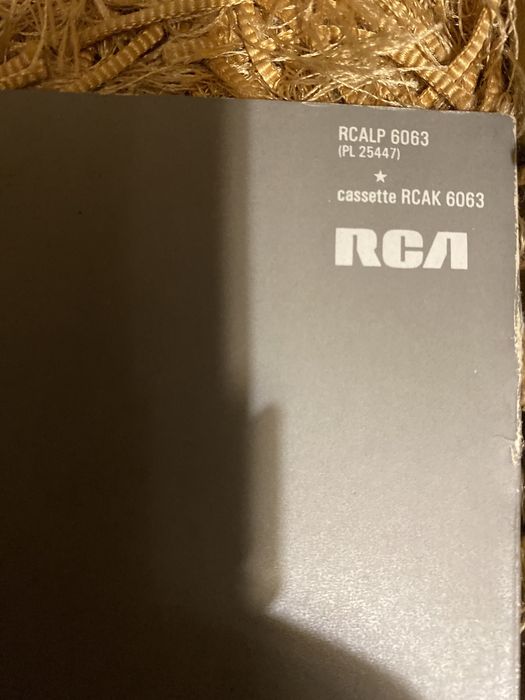 RCALP 6063
(PL 25447)
★
cassette RCAK 6063
RCA